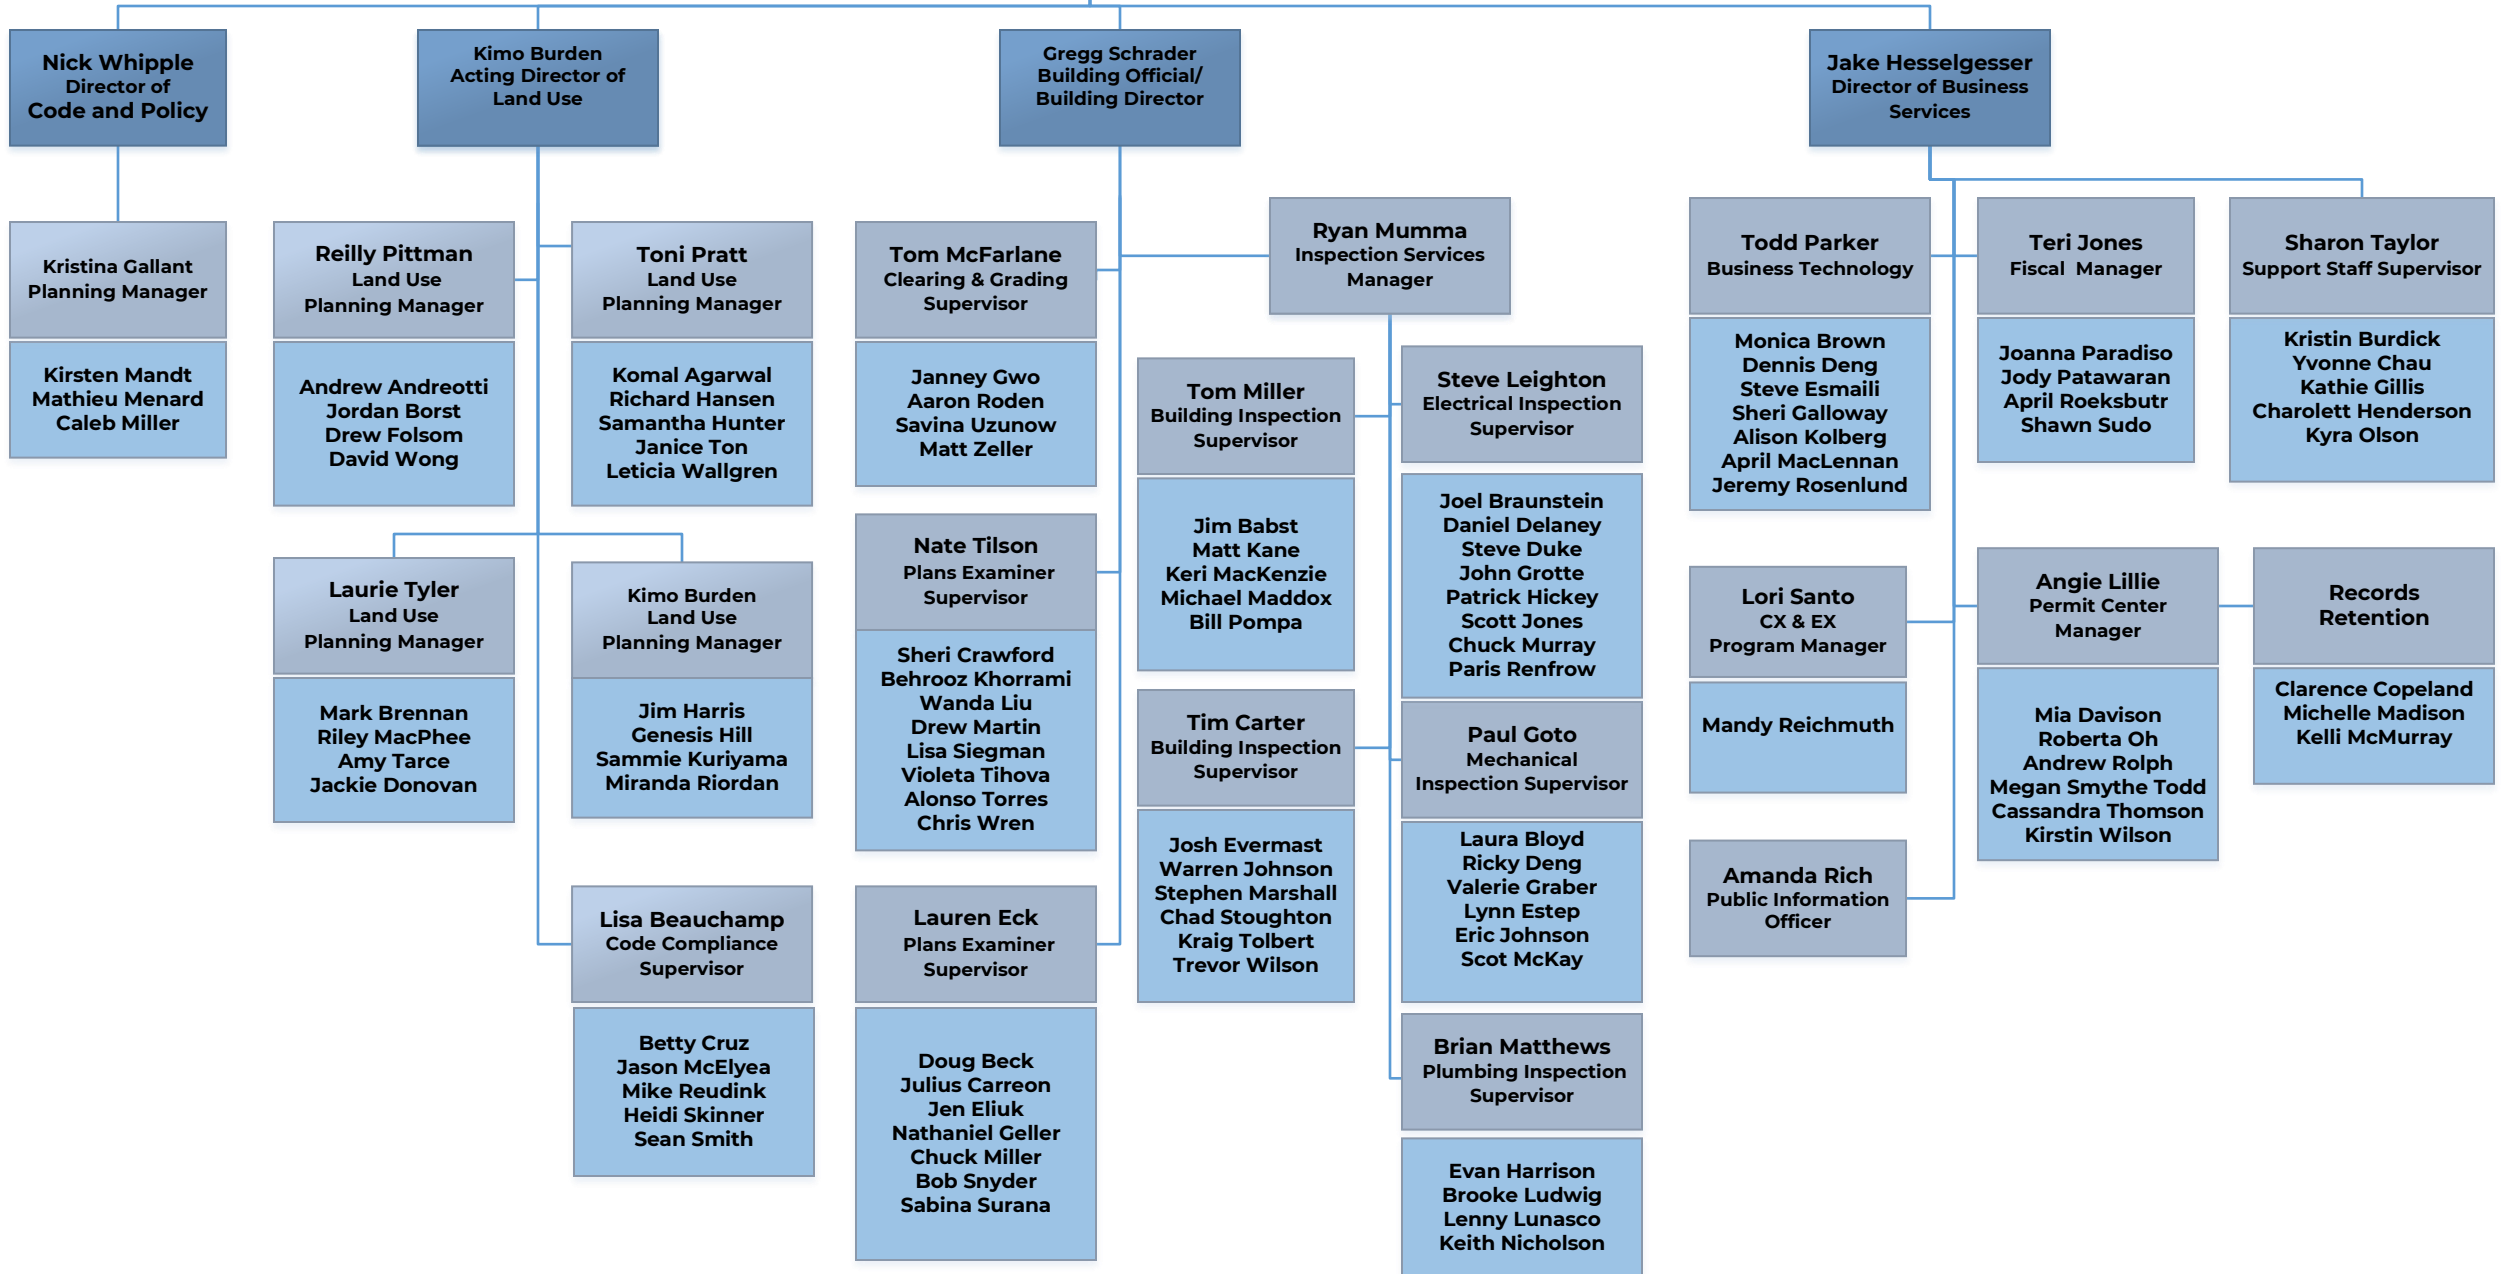 Nick Whipple
Director of
Code and Policy
Kimo Burden
Acting Director of
Land Use
Gregg Schrader
Building Official/
Building Director
Jake Hesselgesser
Director of Business
Services
Kristina Gallant
Planning Manager
Kirsten Mandt
Mathieu Menard
Caleb Miller
Reilly Pittman
Land Use
Planning Manager
Andrew Andreotti
Jordan Borst
Drew Folsom
David Wong
Toni Pratt
Land Use
Planning Manager
Komal Agarwal
Richard Hansen
Samantha Hunter
Janice Ton
Leticia Wallgren
Laurie Tyler
Land Use
Planning Manager
Mark Brennan
Riley MacPhee
Amy Tarce
Jackie Donovan
Kimo Burden
Land Use
Planning Manager
Jim Harris
Genesis Hill
Sammie Kuriyama
Miranda Riordan
Lisa Beauchamp
Code Compliance
Supervisor
Betty Cruz
Jason McElyea
Mike Reudink
Heidi Skinner
Sean Smith
Tom McFarlane
Clearing & Grading
Supervisor
Janney Gwo
Aaron Roden
Savina Uzunow
Matt Zeller
Nate Tilson
Plans Examiner
Supervisor
Sheri Crawford
Behrooz Khorrami
Wanda Liu
Drew Martin
Lisa Siegman
Violeta Tihova
Alonso Torres
Chris Wren
Lauren Eck
Plans Examiner
Supervisor
Doug Beck
Julius Carreon
Jen Eliuk
Nathaniel Geller
Chuck Miller
Bob Snyder
Sabina Surana
Ryan Mumma
Inspection Services
Manager
Tom Miller
Building Inspection
Supervisor
Jim Babst
Matt Kane
Keri MacKenzie
Michael Maddox
Bill Pompa
Tim Carter
Building Inspection
Supervisor
Josh Evermast
Warren Johnson
Stephen Marshall
Chad Stoughton
Kraig Tolbert
Trevor Wilson
Steve Leighton
Electrical Inspection
Supervisor
Joel Braunstein
Daniel Delaney
Steve Duke
John Grotte
Patrick Hickey
Scott Jones
Chuck Murray
Paris Renfrow
Paul Goto
Mechanical
Inspection Supervisor
Laura Bloyd
Ricky Deng
Valerie Graber
Lynn Estep
Eric Johnson
Scot McKay
Brian Matthews
Plumbing Inspection
Supervisor
Evan Harrison
Brooke Ludwig
Lenny Lunasco
Keith Nicholson
Todd Parker
Business Technology
Monica Brown
Dennis Deng
Steve Esmaili
Sheri Galloway
Alison Kolberg
April MacLennan
Jeremy Rosenlund
Teri Jones
Fiscal Manager
Joanna Paradiso
Jody Patawaran
April Roeksbutr
Shawn Sudo
Sharon Taylor
Support Staff Supervisor
Kristin Burdick
Yvonne Chau
Kathie Gillis
Charolett Henderson
Kyra Olson
Lori Santo
CX & EX
Program Manager
Mandy Reichmuth
Angie Lillie
Permit Center
Manager
Mia Davison
Roberta Oh
Andrew Rolph
Megan Smythe Todd
Cassandra Thomson
Kirstin Wilson
Records
Retention
Clarence Copeland
Michelle Madison
Kelli McMurray
Amanda Rich
Public Information
Officer